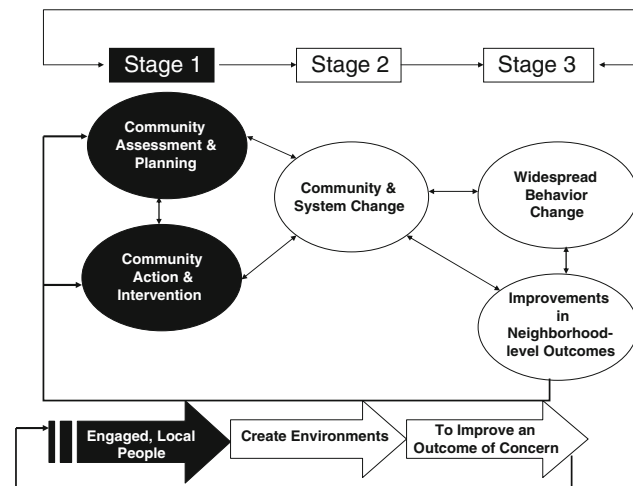 Stage 1
Stage 2
Stage 3
Community
Assessment &
Planning
Community &
System Change
Widespread
Behavior
Change
Community
Action &
Intervention
Improvements
in
Neighborhood-
level Outcomes
Engaged, Local
People
Create Environments
To Improve an
Outcome of Concern